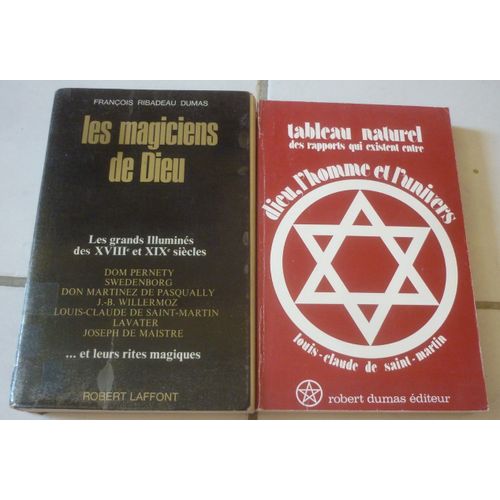 FRANÇOIS RIBADEAU DUMAS
les magiciens
de Dieu
Les grands Illuminés
des XVIIIᵉ et XIXᵉ siècles
DOM PERNETY
SWEDENBORG
DON MARTINEZ DE PASQUALLY
J.-B. WILLERMOZ
LOUIS-CLAUDE DE SAINT-MARTIN
LAVATER
JOSEPH DE MAISTRE
... et leurs rites magiques
ROBERT LAFFONT
tableau naturel
des rapports qui existent entre
dieu, l'homme et l'univers
louis-claude de saint-martin
robert dumas éditeur